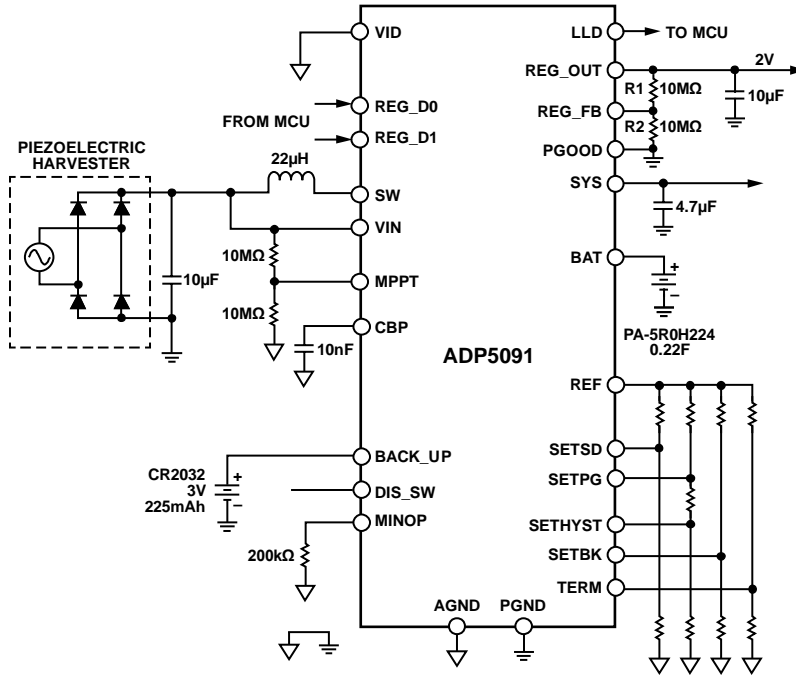 VID
LLD
TO MCU
REG_OUT
2V
R1
10MΩ
10µF
REG_D0
REG_FB
FROM MCU
R2
10MΩ
REG_D1
PGOOD
PIEZOELECTRIC
HARVESTER
22µH
SW
SYS
4.7µF
VIN
10MΩ
BAT
+
–
10µF
MPPT
10MΩ
CBP
10nF
PA-5R0H224
0.22F
ADP5091
REF
BACK_UP
SETSD
CR2032
3V
225mAh
+
–
DIS_SW
SETPG
MINOP
SETHYST
200kΩ
SETBK
TERM
AGND
PGND